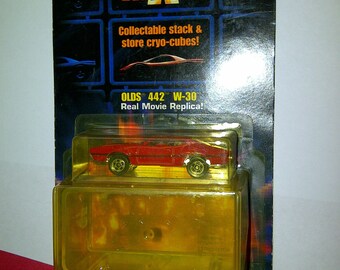 Collectable stack &
store cryo-cubes!
OLDS 442 W-30
Real Movie Replica!